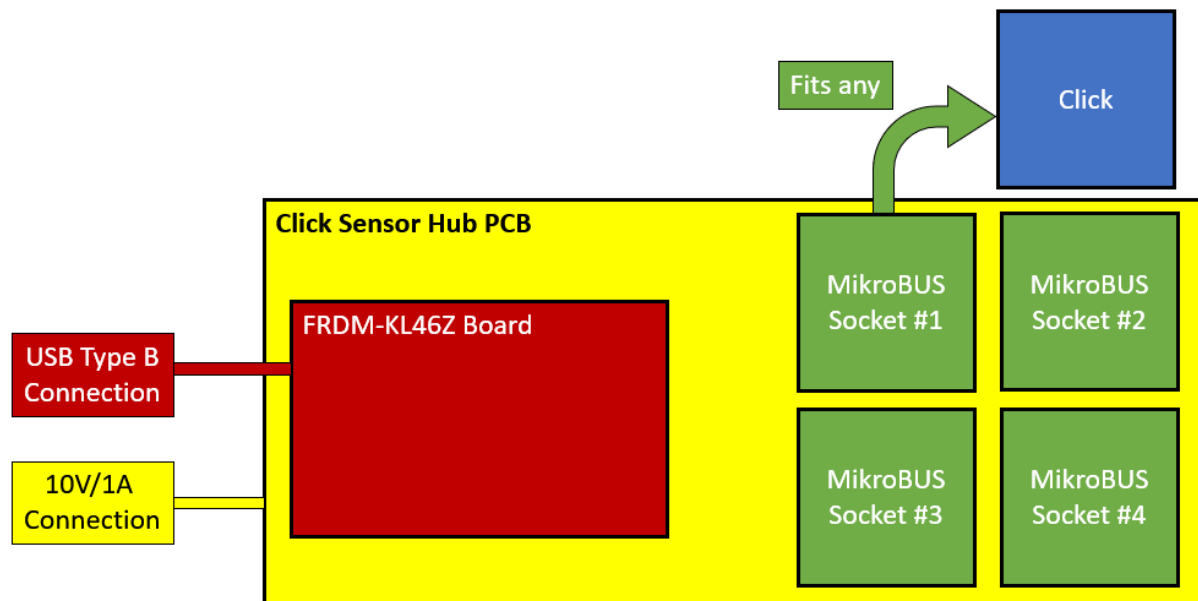 Fits any
Click
Click Sensor Hub PCB
MikroBUS
Socket #1
MikroBUS
Socket #2
FRDM-KL46Z Board
USB Type B
Connection
10V/1A
Connection
MikroBUS
Socket #3
MikroBUS
Socket #4